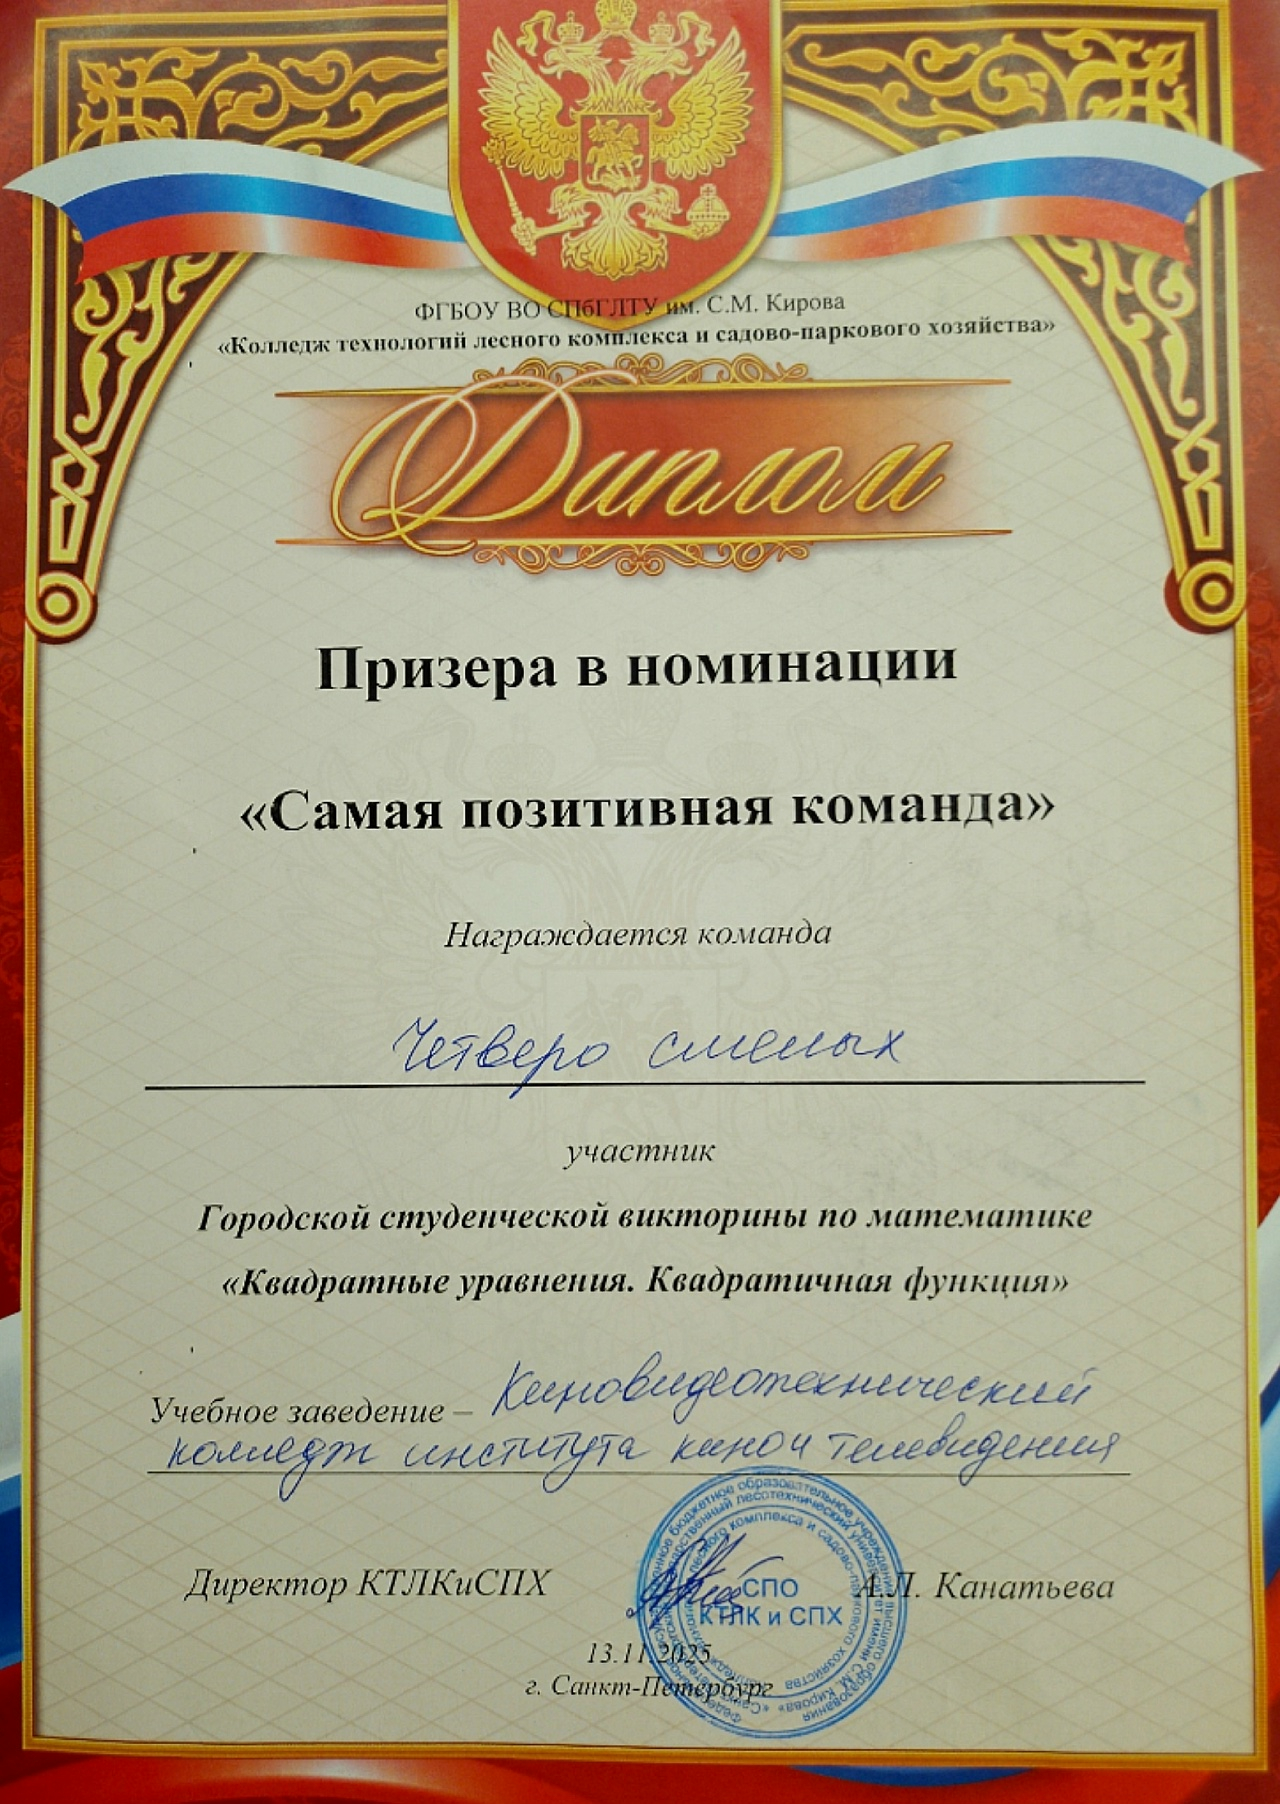 ФГБОУ ВО СПбГЛТУ им. С.М. Кирова
«Колледж технологий лесного комплекса и садово-паркового хозяйства»
Диплом
Призера в номинации
«Самая позитивная команда»
Награждается команда
Четверо смелых
участник
Городской студенческой викторины по математике
«Квадратные уравнения. Квадратичная функция»
Учебное заведение – Киновидеотехнический
колледж института кино и телевидения
Директор КТЛКиСПХ
А.Л. Канатьева
СПО
КТЛК и СПХ
13.11.2025
г. Санкт-Петербург